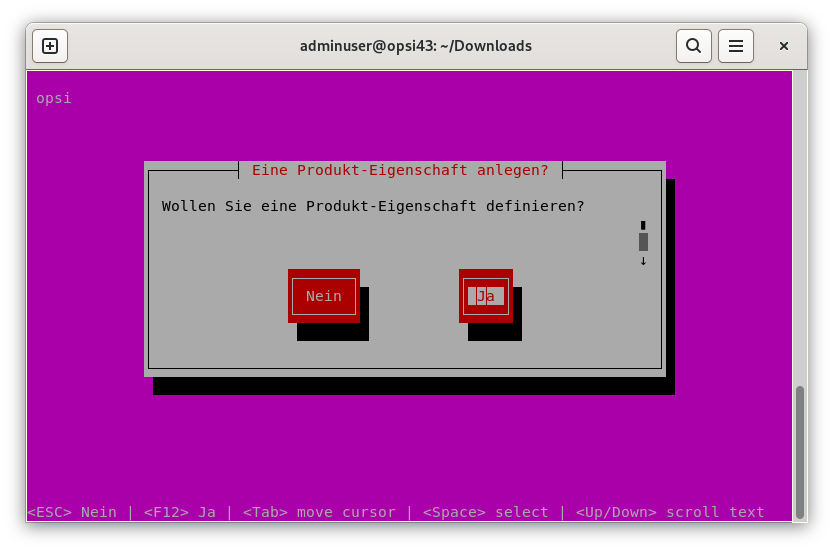 adminuser@opsi43: ~/Downloads
opsi
Eine Produkt-Eigenschaft anlegen?
Wollen Sie eine Produkt-Eigenschaft definieren?
↓
Nein Ja
<ESC> Nein | <F12> Ja | <Tab> move cursor | <Space> select | <Up/Down> scroll text